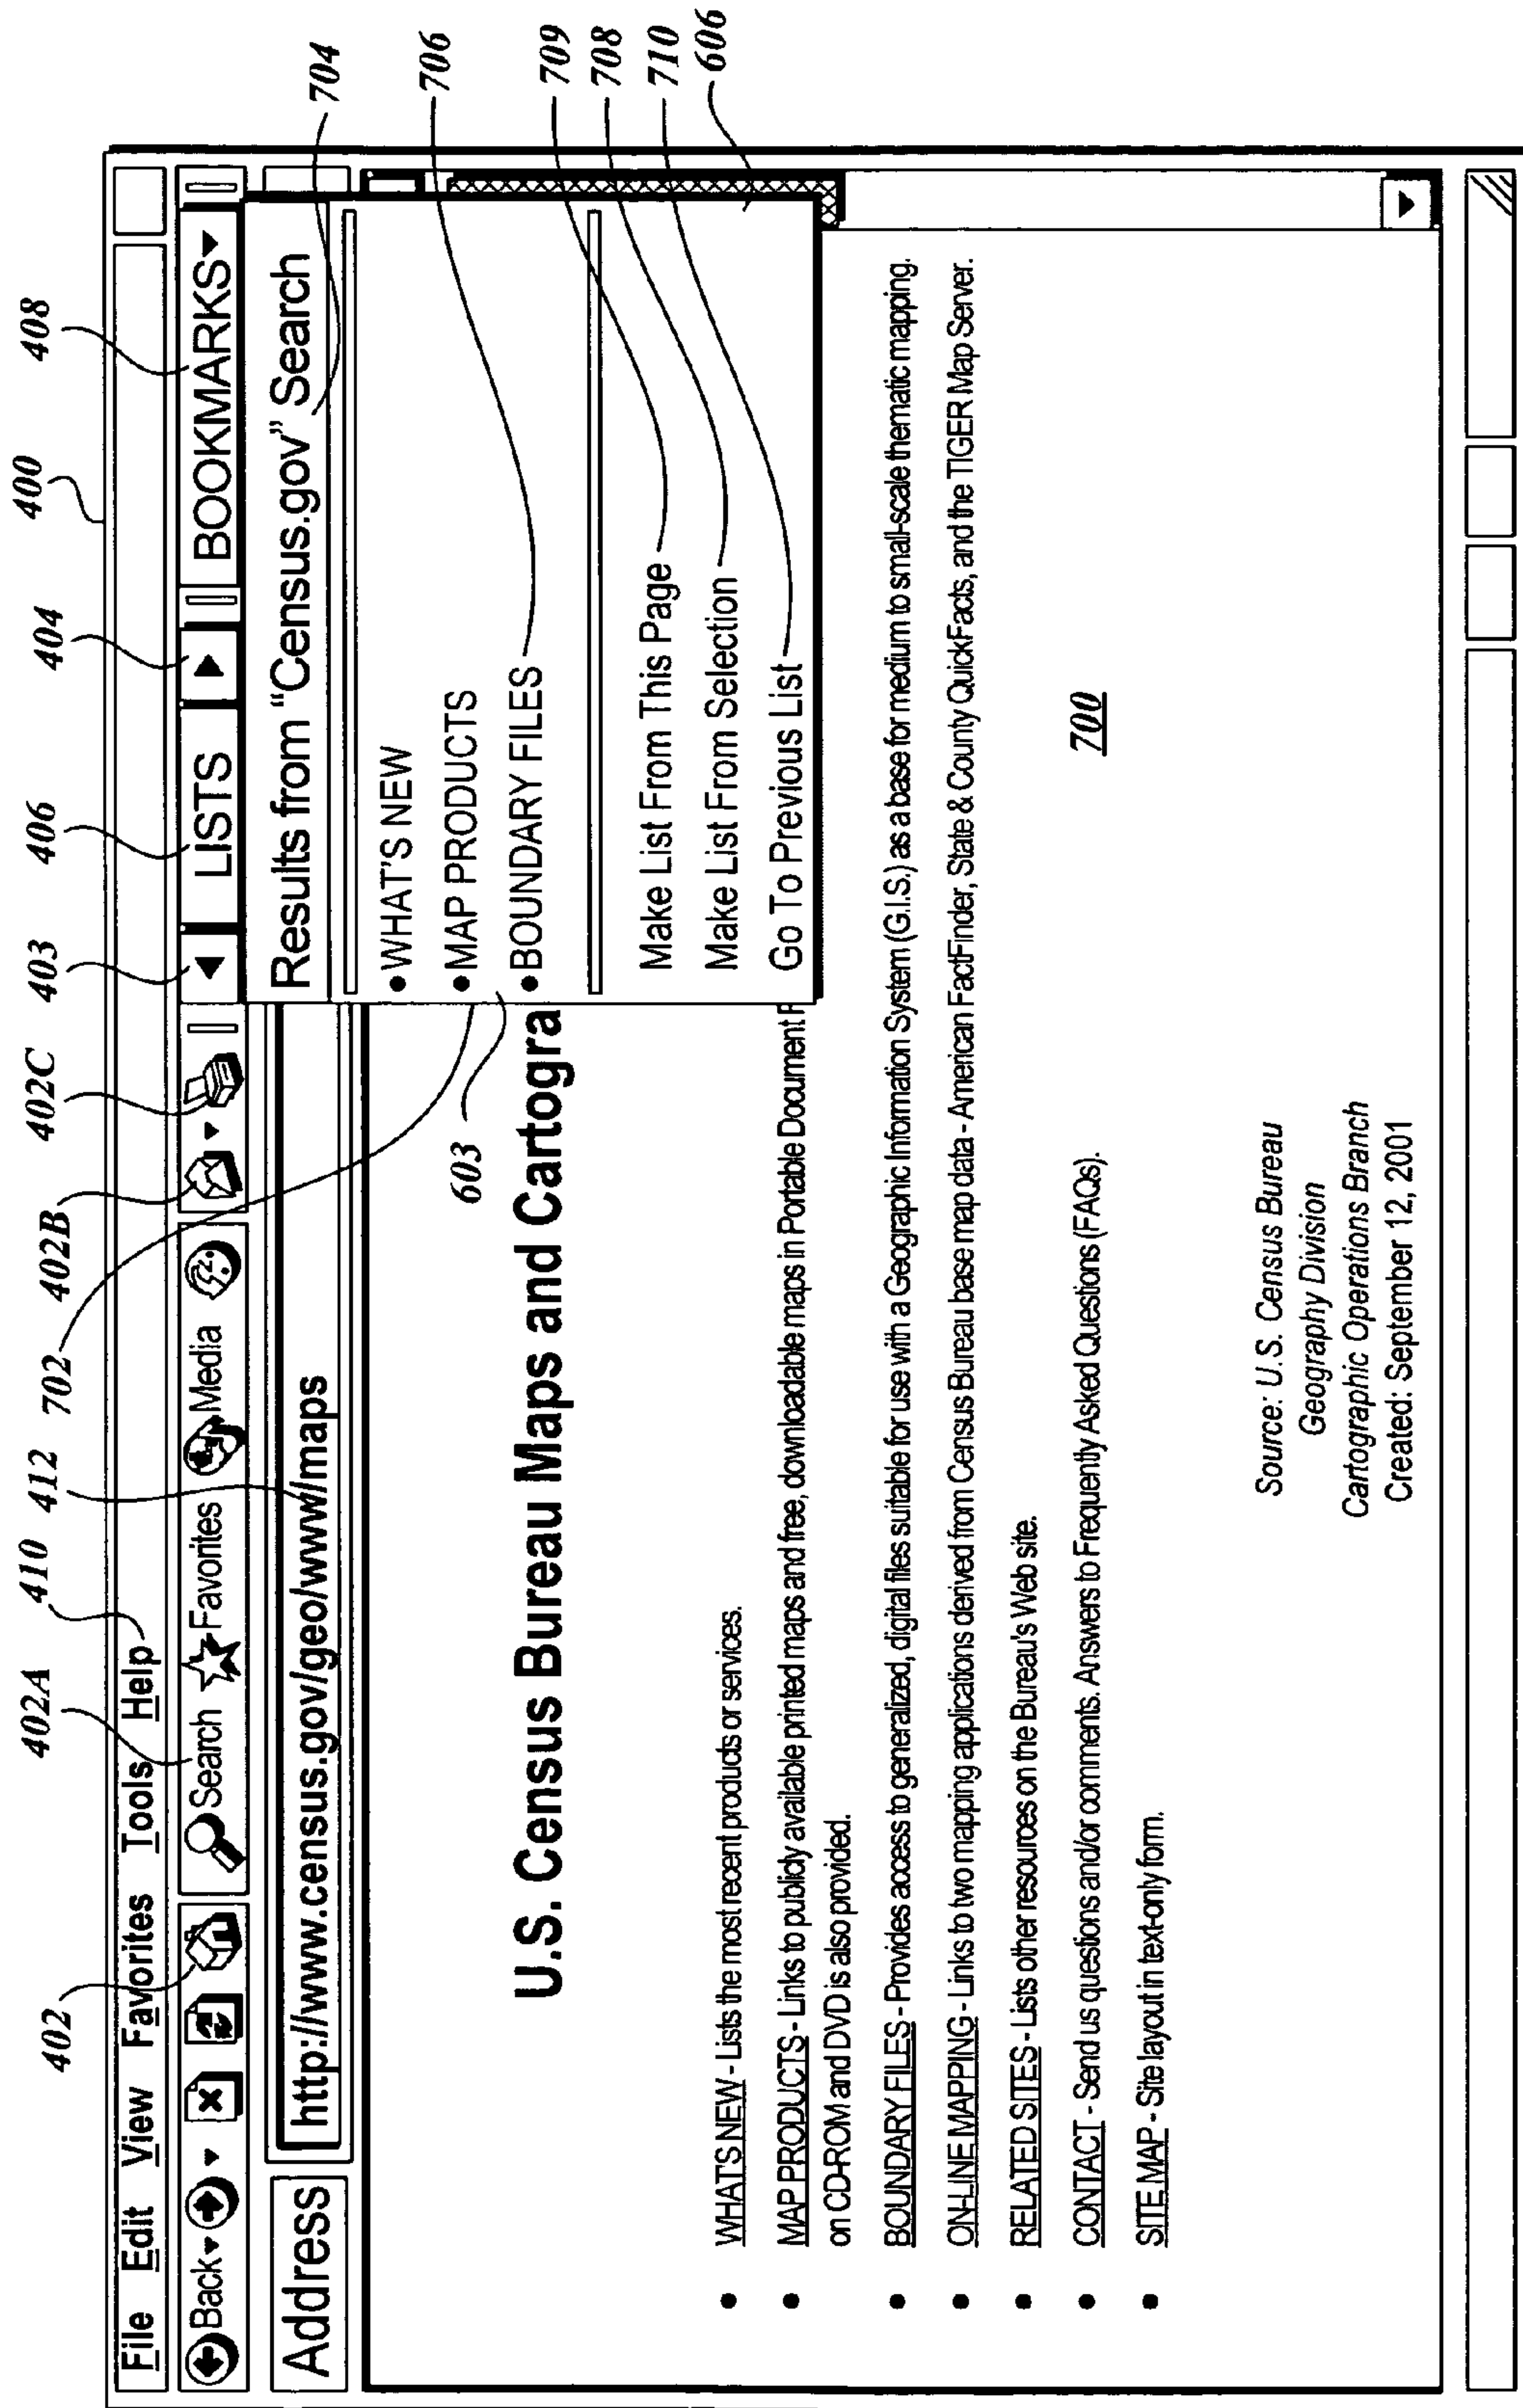 400
402 402A 410 412 702 402B 402C 403 406 404 408
File Edit View Favorites Tools Help
Back Search Favorites Media LISTS BOOKMARKS
Address http://www.census.gov/geo/www/maps
Results from "Census.gov" Search
704
• WHAT'S NEW
706
603
• MAP PRODUCTS
• BOUNDARY FILES
709
Make List From This Page
708
Make List From Selection
710
Go To Previous List
606
U.S. Census Bureau Maps and Cartogra
• WHAT'S NEW - Lists the most recent products or services.
• MAP PRODUCTS - Links to publicly available printed maps and free, downloadable maps in Portable Document F
on CD-ROM and DVD is also provided.
• BOUNDARY FILES - Provides access to generalized, digital files suitable for use with a Geographic Information System (G.I.S.) as a base for medium to small-scale thematic mapping.
• ON-LINE MAPPING - Links to two mapping applications derived from Census Bureau base map data - American FactFinder, State & County QuickFacts, and the TIGER Map Server.
• RELATED SITES - Lists other resources on the Bureau's Web site.
• CONTACT - Send us questions and/or comments. Answers to Frequently Asked Questions (FAQs).
700
• SITE MAP - Site layout in text-only form.
Source: U.S. Census Bureau
Geography Division
Cartographic Operations Branch
Created: September 12, 2001